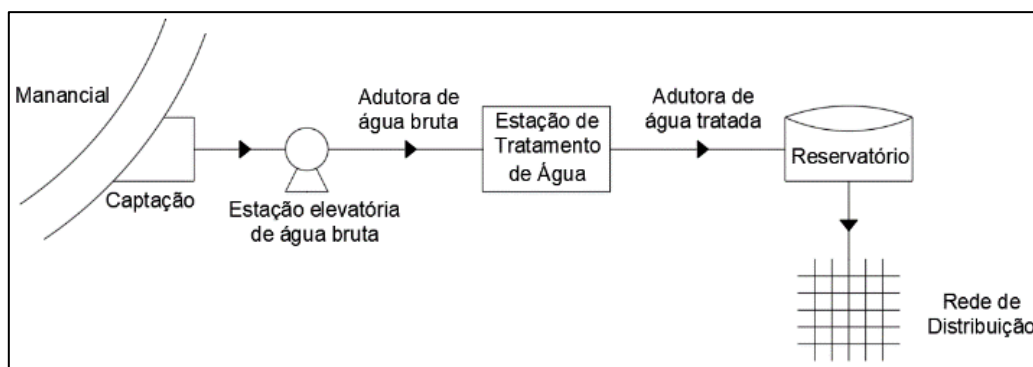 Manancial
Captação
Estação elevatória
de água bruta
Adutora de
água bruta
Estação de
Tratamento
de Água
Adutora de
água tratada
Reservatório
Rede de
Distribuição